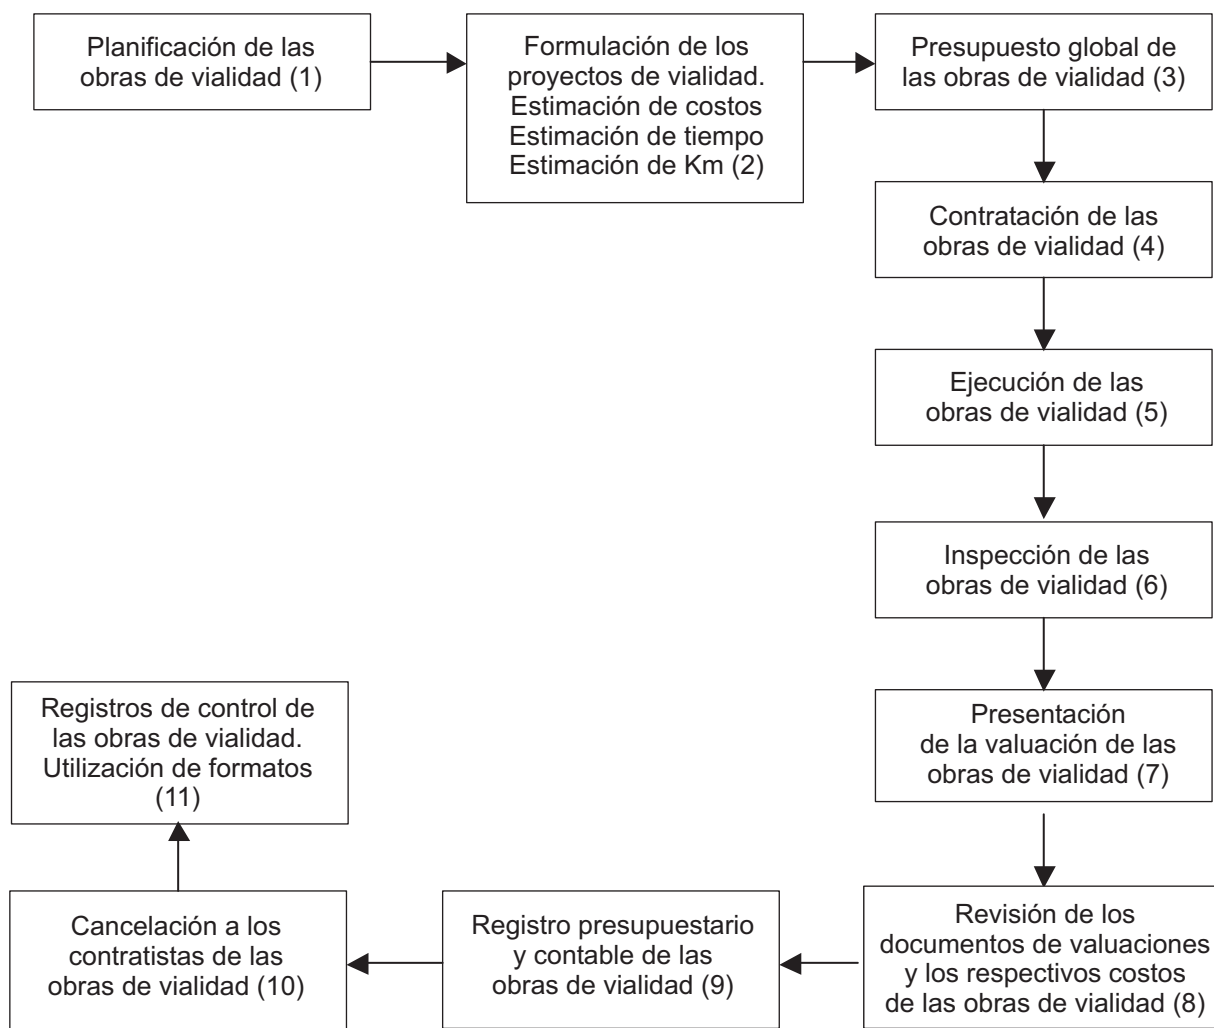 Planificación de las
obras de vialidad (1)
Formulación de los
proyectos de vialidad.
Estimación de costos
Estimación de tiempo
Estimación de Km (2)
Presupuesto global de
las obras de vialidad (3)
Contratación de las
obras de vialidad (4)
Ejecución de las
obras de vialidad (5)
Inspección de las
obras de vialidad (6)
Presentación
de la valuación de las
obras de vialidad (7)
Revisión de los
documentos de valuaciones
y los respectivos costos
de las obras de vialidad (8)
Registro presupuestario
y contable de las
obras de vialidad (9)
Cancelación a los
contratistas de las
obras de vialidad (10)
Registros de control de
las obras de vialidad.
Utilización de formatos
(11)